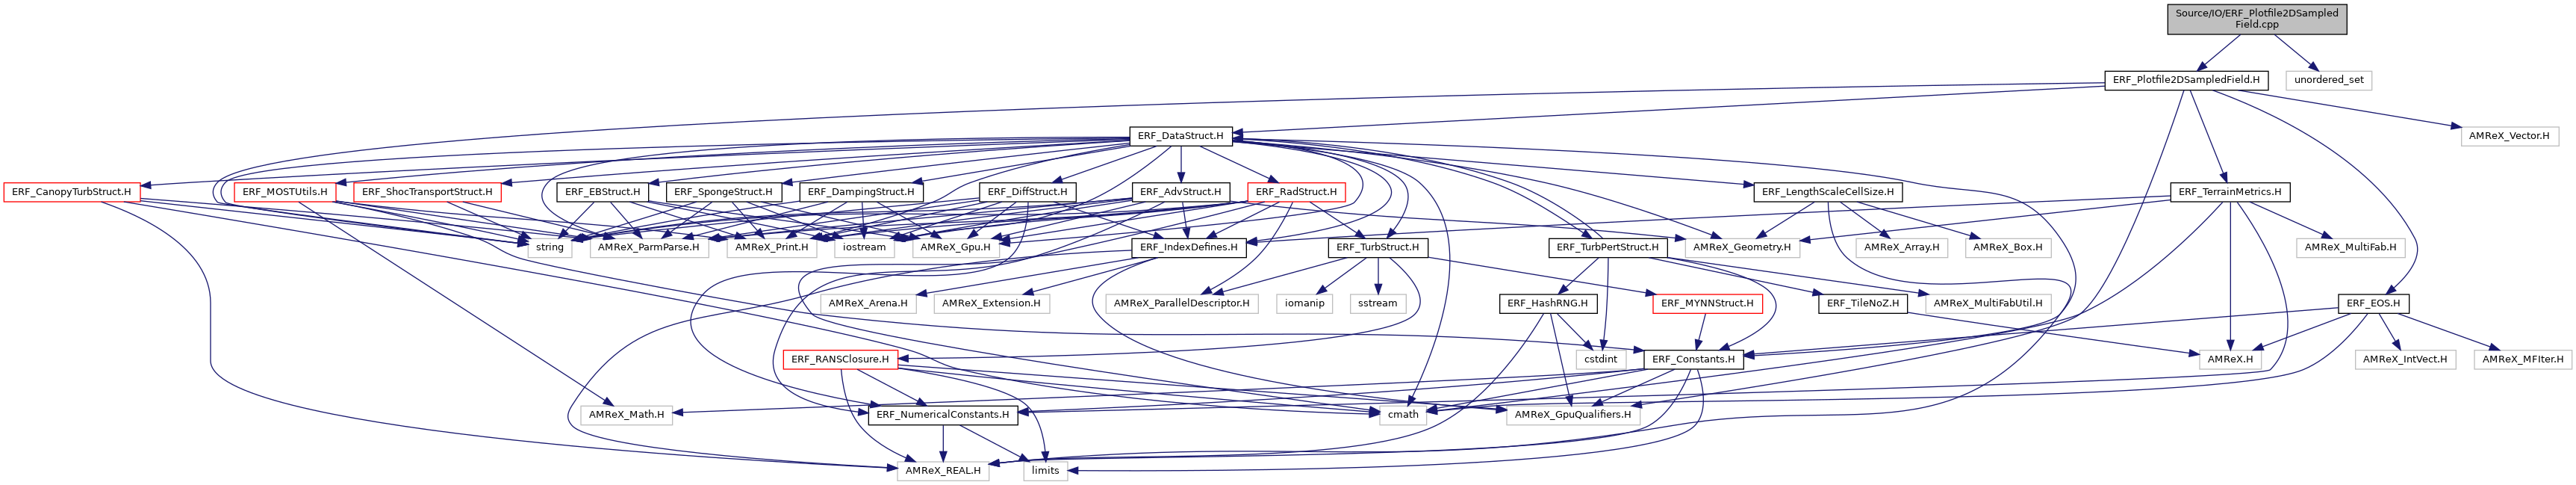 Source/IO/ERF_Plotfile2DSampled
Field.cpp
ERF_Plotfile2DSampledField.H
unordered_set
ERF_DataStruct.H
AMReX_Vector.H
ERF_CanopyTurbStruct.H
ERF_MOSTUtils.H
ERF_ShocTransportStruct.H
ERF_EBStruct.H
ERF_SpongeStruct.H
ERF_DampingStruct.H
ERF_DiffStruct.H
ERF_AdvStruct.H
ERF_RadStruct.H
ERF_LengthScaleCellSize.H
ERF_TerrainMetrics.H
string
AMReX_ParmParse.H
AMReX_Print.H
iostream
AMReX_Gpu.H
ERF_IndexDefines.H
ERF_TurbStruct.H
ERF_TurbPertStruct.H
AMReX_Geometry.H
AMReX_Array.H
AMReX_Box.H
AMReX_MultiFab.H
AMReX_Arena.H
AMReX_Extension.H
AMReX_ParallelDescriptor.H
iomanip
sstream
ERF_MYNNStruct.H
ERF_HashRNG.H
ERF_TileNoZ.H
AMReX_MultiFabUtil.H
ERF_EOS.H
ERF_RANSClosure.H
cstdint
ERF_Constants.H
AMReX.H
AMReX_IntVect.H
AMReX_MFIter.H
AMReX_Math.H
ERF_NumericalConstants.H
cmath
AMReX_GpuQualifiers.H
AMReX_REAL.H
limits